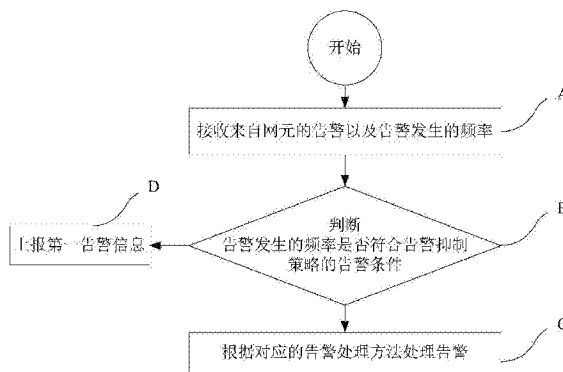 开始
A
接收来自网元的告警以及告警发生的频率
D
判断
告警发生的频率是否符合告警抑制
策略的告警条件
B
上报第一告警信息
C
根据对应的告警处理方法处理告警